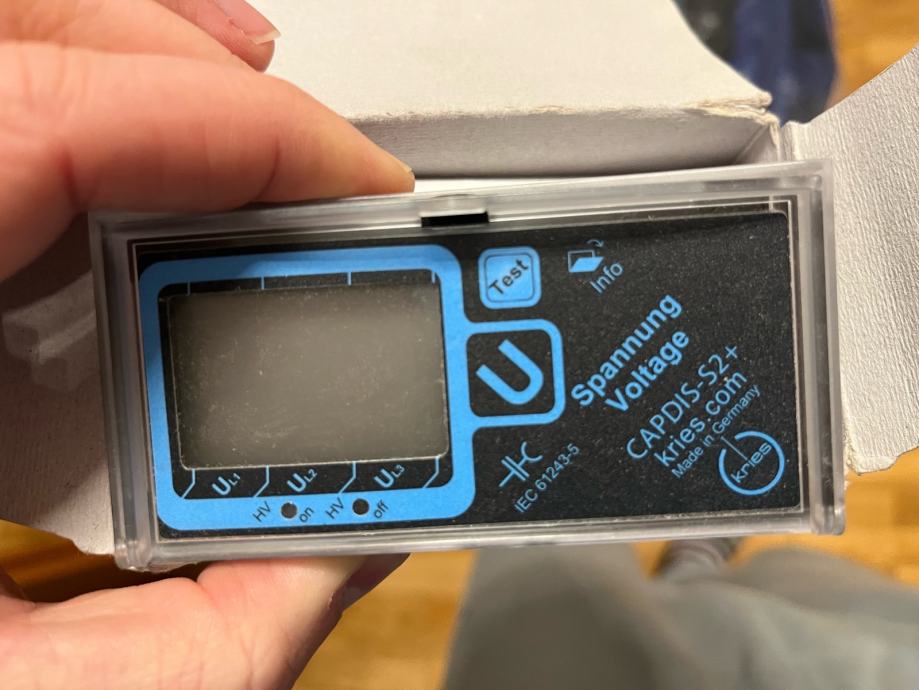 Test
Info
U
Spannung
Voltage
CAPDIS-S2+
kries.com
Made in Germany
kries
IEC 61243-5
UL1
UL2
UL3
HV on
HV off